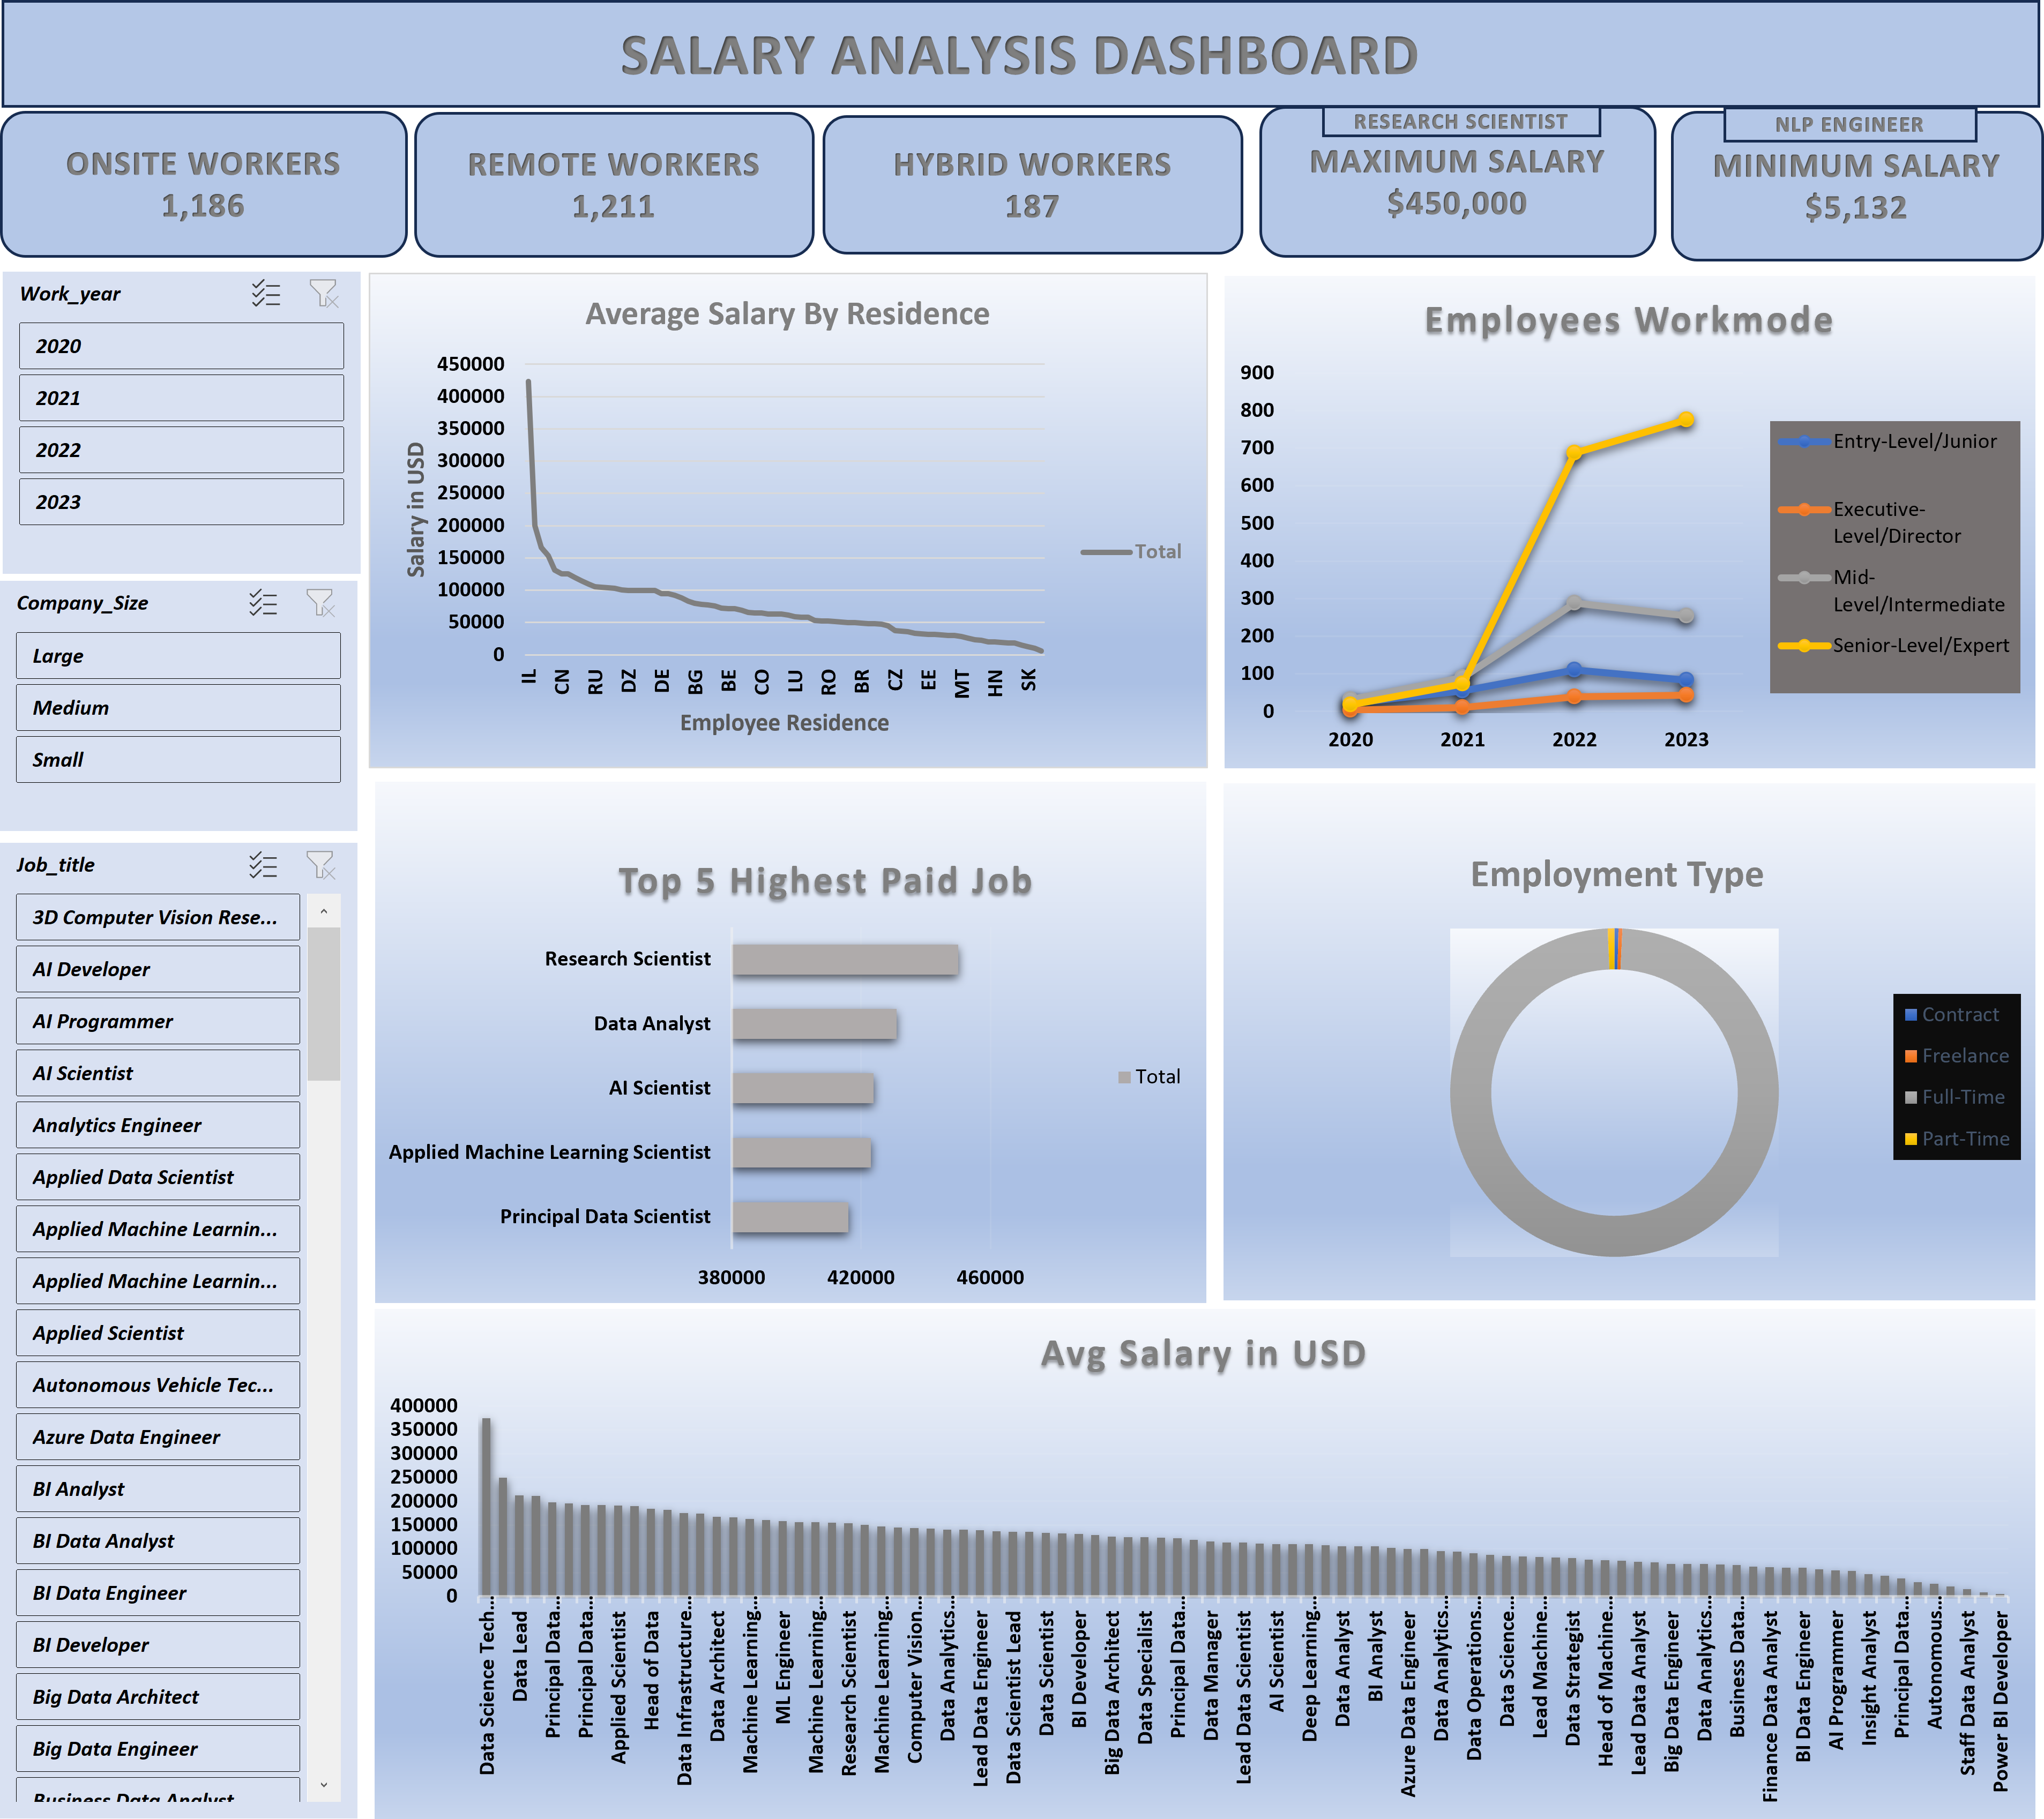 SALARY ANALYSIS DASHBOARD
ONSITE WORKERS
1,186
REMOTE WORKERS
1,211
HYBRID WORKERS
187
RESEARCH SCIENTIST
MAXIMUM SALARY
$450,000
NLP ENGINEER
MINIMUM SALARY
$5,132
Work_year
2020
2021
2022
2023
Company_Size
Large
Medium
Small
Job_title
3D Computer Vision Rese...
AI Developer
AI Programmer
AI Scientist
Analytics Engineer
Applied Data Scientist
Applied Machine Learnin...
Applied Machine Learnin...
Applied Scientist
Autonomous Vehicle Tec...
Azure Data Engineer
BI Analyst
BI Data Analyst
BI Data Engineer
BI Developer
Big Data Architect
Big Data Engineer
Business Data Analyst
Average Salary By Residence
Salary in USD
450000
400000
350000
300000
250000
200000
150000
100000
50000
0
IL
CN
RU
DZ
DE
BG
BE
CO
LU
RO
BR
CZ
EE
MT
HN
SK
Employee Residence
Total
Employees Workmode
900
800
700
600
500
400
300
200
100
0
2020
2021
2022
2023
Entry-Level/Junior
Executive-
Level/Director
Mid-
Level/Intermediate
Senior-Level/Expert
Top 5 Highest Paid Job
Research Scientist
Data Analyst
AI Scientist
Applied Machine Learning Scientist
Principal Data Scientist
380000
420000
460000
Total
Employment Type
Contract
Freelance
Full-Time
Part-Time
Avg Salary in USD
400000
350000
300000
250000
200000
150000
100000
50000
0
Data Science Tech...
Data Lead
Principal Data...
Principal Data...
Applied Scientist
Head of Data
Data Infrastructure...
Data Architect
Machine Learning...
ML Engineer
Machine Learning...
Research Scientist
Machine Learning...
Computer Vision...
Data Analytics...
Lead Data Engineer
Data Scientist Lead
Data Scientist
BI Developer
Big Data Architect
Data Specialist
Principal Data...
Data Manager
Lead Data Scientist
AI Scientist
Deep Learning...
Data Analyst
BI Analyst
Azure Data Engineer
Data Analytics...
Data Operations...
Data Science...
Lead Machine...
Data Strategist
Head of Machine...
Lead Data Analyst
Big Data Engineer
Data Analytics...
Business Data...
Finance Data Analyst
BI Data Engineer
AI Programmer
Insight Analyst
Principal Data...
Autonomous...
Staff Data Analyst
Power BI Developer